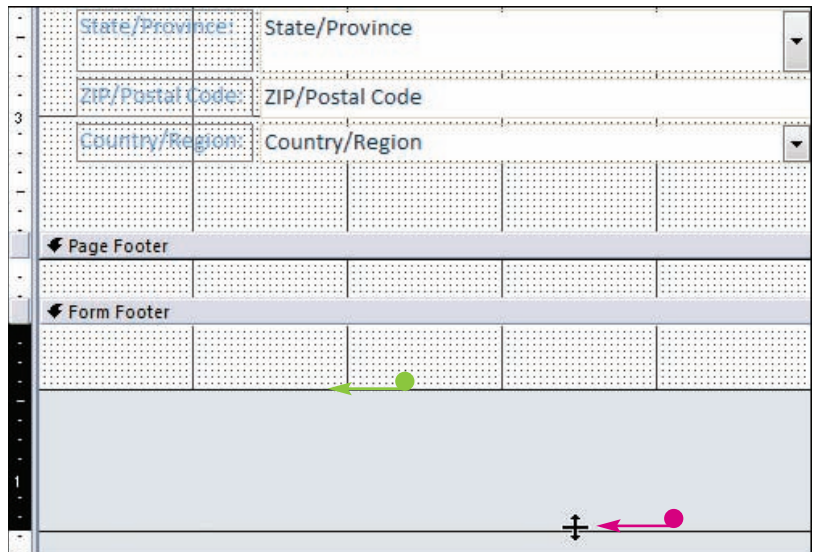 State/Province: State/Province
ZIP/Postal Code: ZIP/Postal Code
3
Country/Region: Country/Region
Page Footer
Form Footer
1